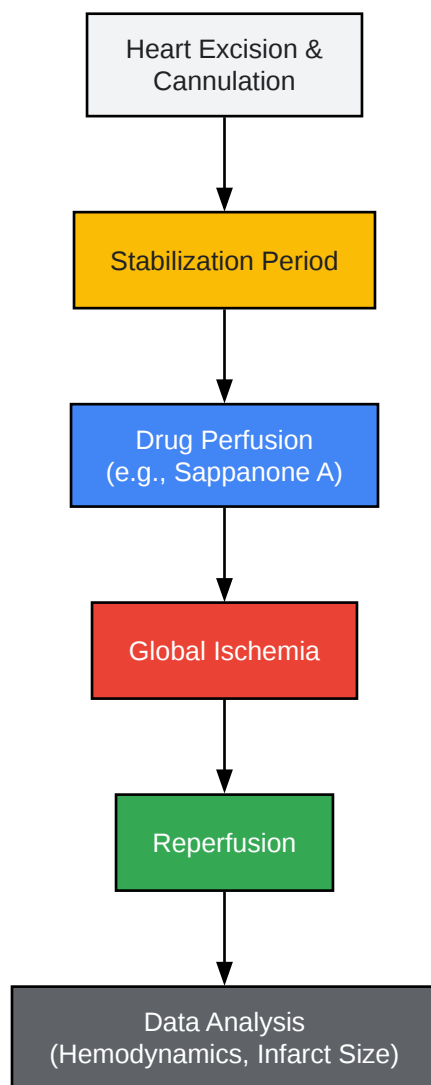 Heart Excision &
Cannulation
Stabilization Period
Drug Perfusion
(e.g., Sappanone A)
Global Ischemia
Reperfusion
Data Analysis
(Hemodynamics, Infarct Size)